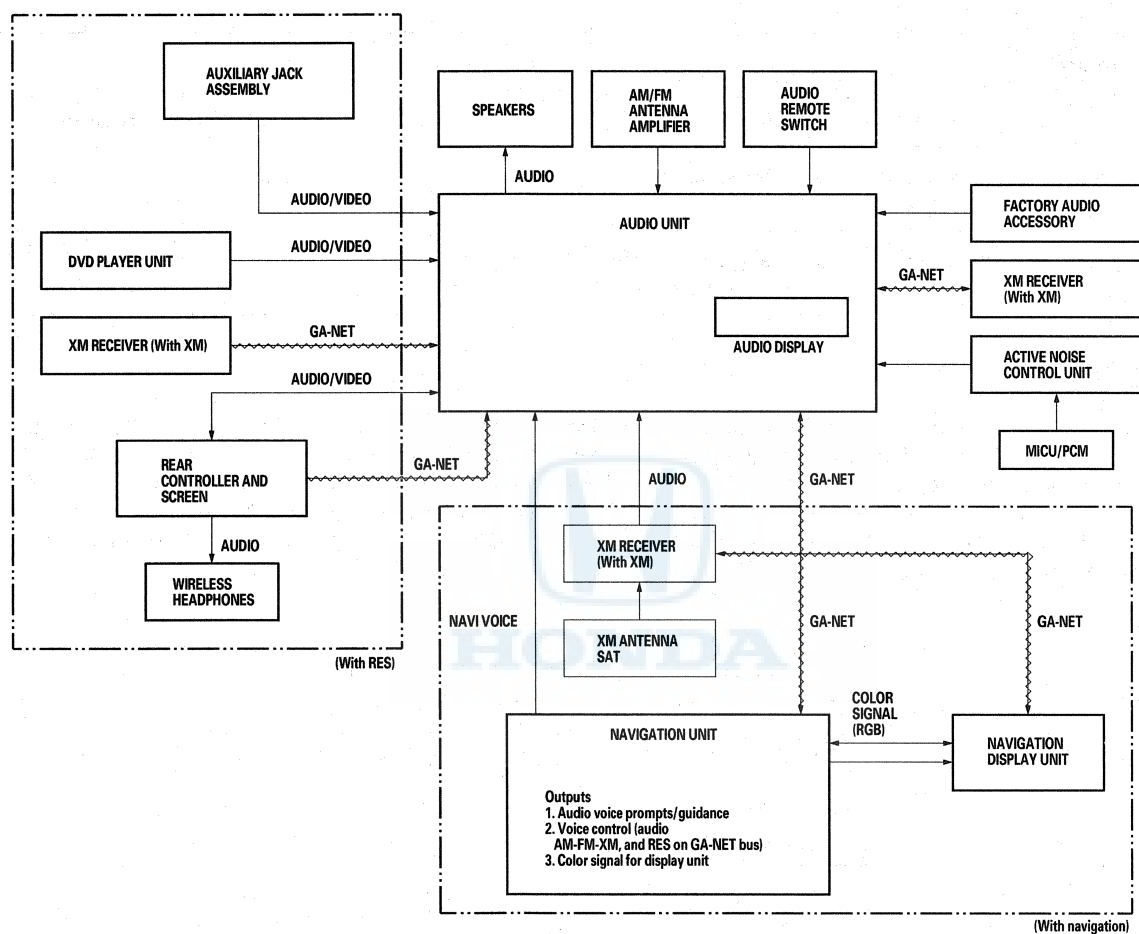 AUXILIARY JACK
ASSEMBLY
SPEAKERS
AM/FM
ANTENNA
AMPLIFIER
AUDIO
REMOTE
SWITCH
AUDIO
AUDIO/VIDEO
AUDIO UNIT
FACTORY AUDIO
ACCESSORY
DVD PLAYER UNIT
AUDIO/VIDEO
GA-NET
XM RECEIVER
(With XM)
XM RECEIVER (With XM)
GA-NET
AUDIO DISPLAY
ACTIVE NOISE
CONTROL UNIT
AUDIO/VIDEO
MICU/PCM
REAR
CONTROLLER AND
SCREEN
GA-NET
AUDIO
GA-NET
AUDIO
WIRELESS
HEADPHONES
XM RECEIVER
(With XM)
NAVI VOICE
XM ANTENNA
SAT
GA-NET
GA-NET
HONDA
(With RES)
COLOR
SIGNAL
(RGB)
NAVIGATION UNIT
NAVIGATION
DISPLAY UNIT
Outputs
1. Audio voice prompts/guidance
2. Voice control (audio
AM-FM-XM, and RES on GA-NET bus)
3. Color signal for display unit
(With navigation)